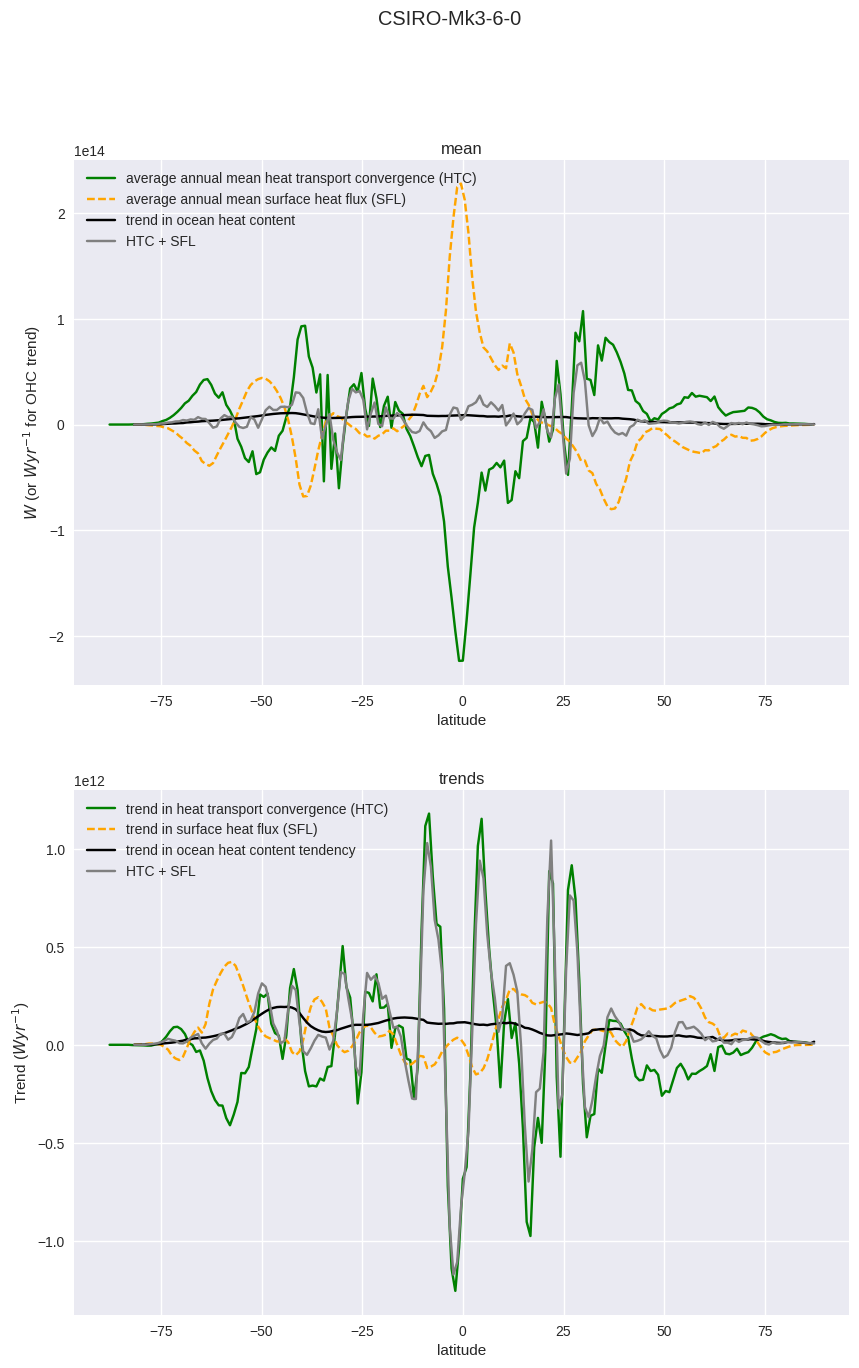 CSIRO-Mk3-6-0
1e14
mean
average annual mean heat transport convergence (HTC)
average annual mean surface heat flux (SFL)
trend in ocean heat content
HTC + SFL
2
1
0
−1
−2
W (or Wyr⁻¹ for OHC trend)
−75 −50 −25 0 25 50 75
latitude
1e12
trends
trend in heat transport convergence (HTC)
trend in surface heat flux (SFL)
trend in ocean heat content tendency
HTC + SFL
1.0
0.5
0.0
−0.5
−1.0
Trend (Wyr⁻¹)
−75 −50 −25 0 25 50 75
latitude